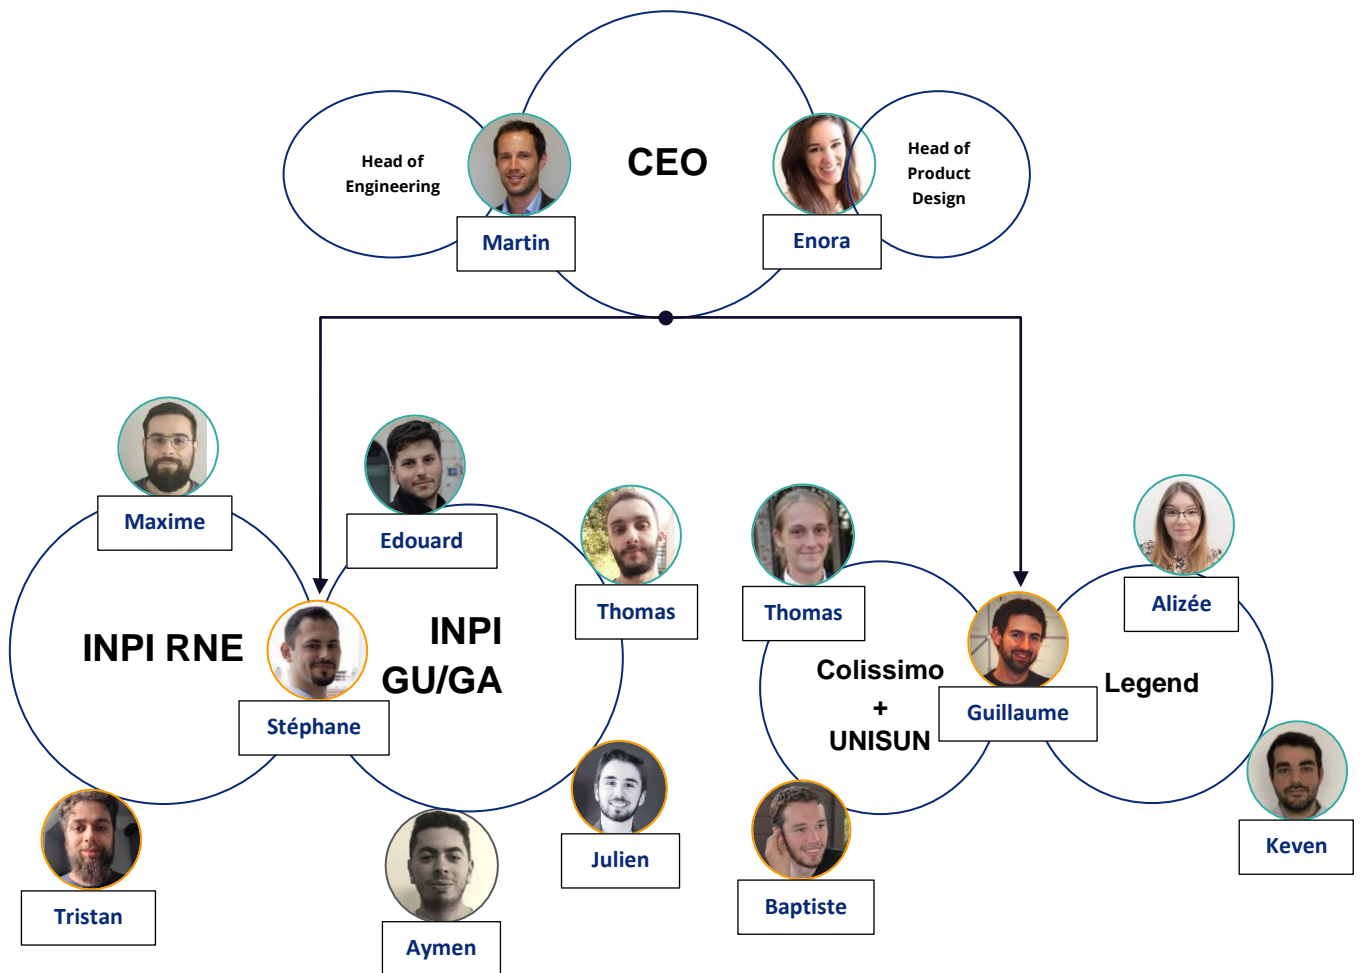 CEO
Head of
Engineering
Head of
Product
Design
Martin
Enora
Maxime
Edouard
Thomas
Thomas
Alizée
INPI RNE
INPI
GU/GA
Stéphane
Colissimo
+
UNISUN
Guillaume
Legend
Tristan
Aymen
Julien
Baptiste
Keven